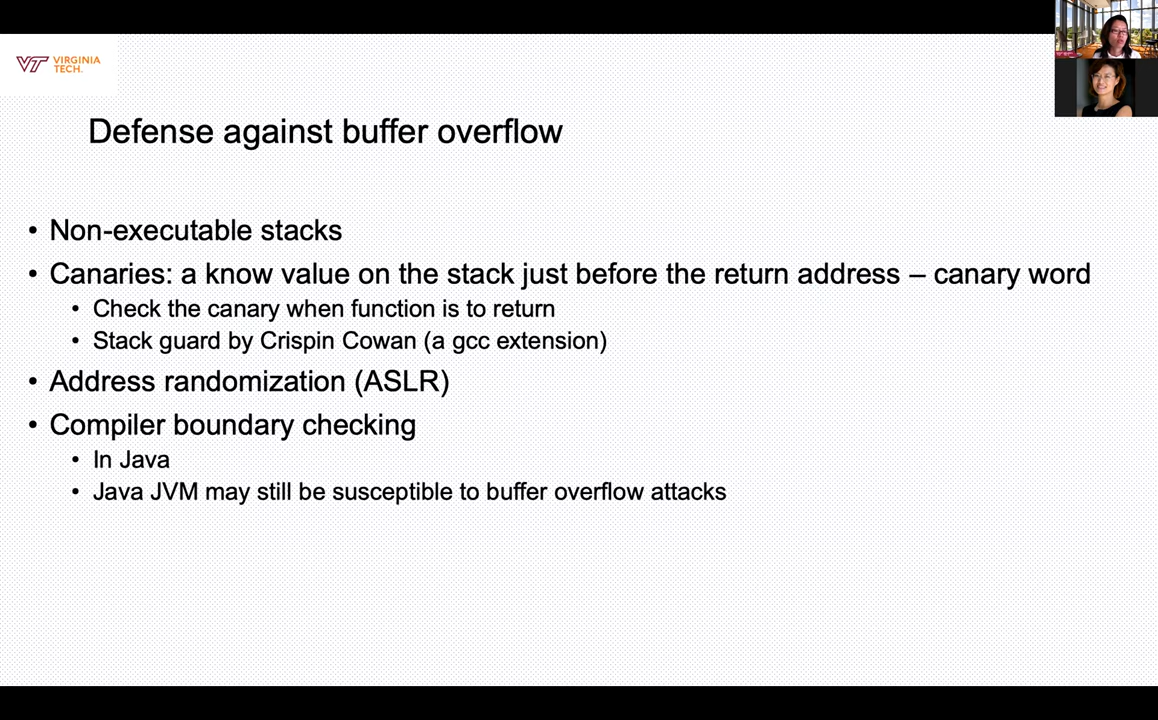 VT VIRGINIA
TECH.
Defense against buffer overflow
• Non-executable stacks
• Canaries: a know value on the stack just before the return address – canary word
• Check the canary when function is to return
• Stack guard by Crispin Cowan (a gcc extension)
• Address randomization (ASLR)
• Compiler boundary checking
• In Java
• Java JVM may still be susceptible to buffer overflow attacks